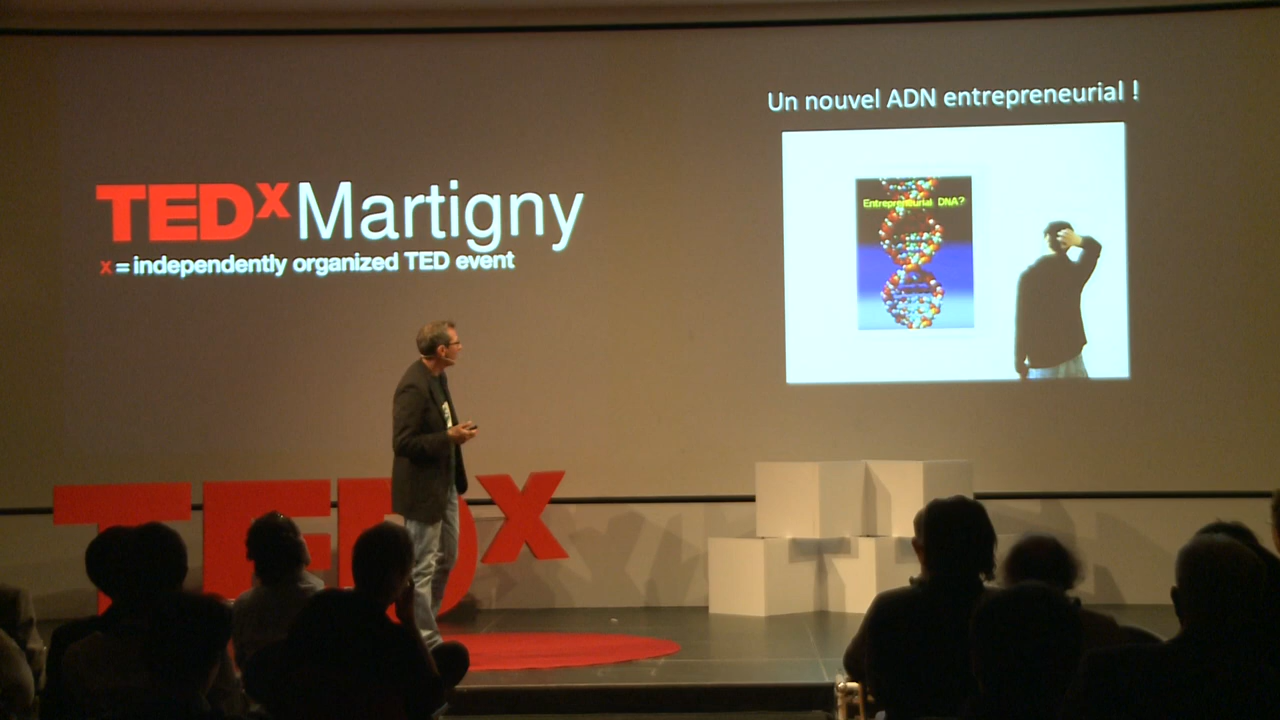 TEDxMartigny
x = independently organized TED event
Un nouvel ADN entrepreneurial !
Entrepreneurial DNA?
TEDx